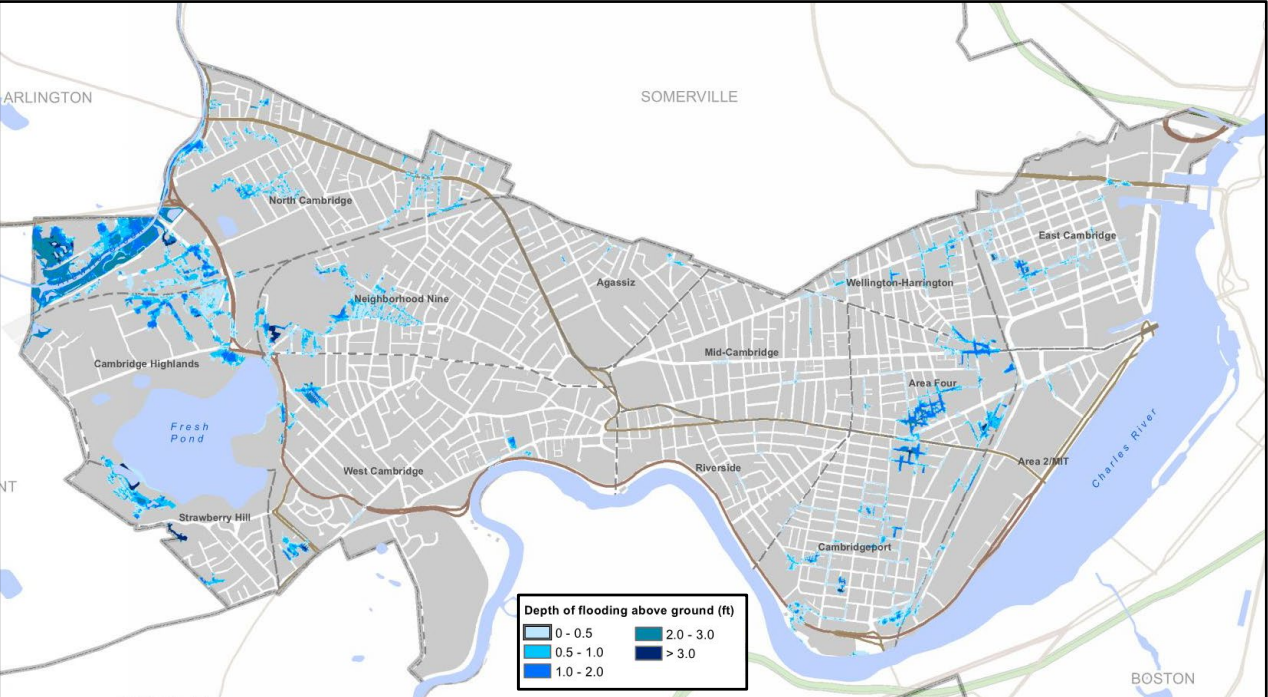 ARLINGTON
SOMERVILLE
North Cambridge
East Cambridge
Agassiz
Wellington-Harrington
Neighborhood Nine
Mid-Cambridge
Cambridge Highlands
Area Four
Fresh
Pond
Charles River
Area 2/MIT
West Cambridge
Riverside
NT
Strawberry Hill
Cambridgeport
Depth of flooding above ground (ft)
0 - 0.5
0.5 - 1.0
1.0 - 2.0
2.0 - 3.0
> 3.0
BOSTON